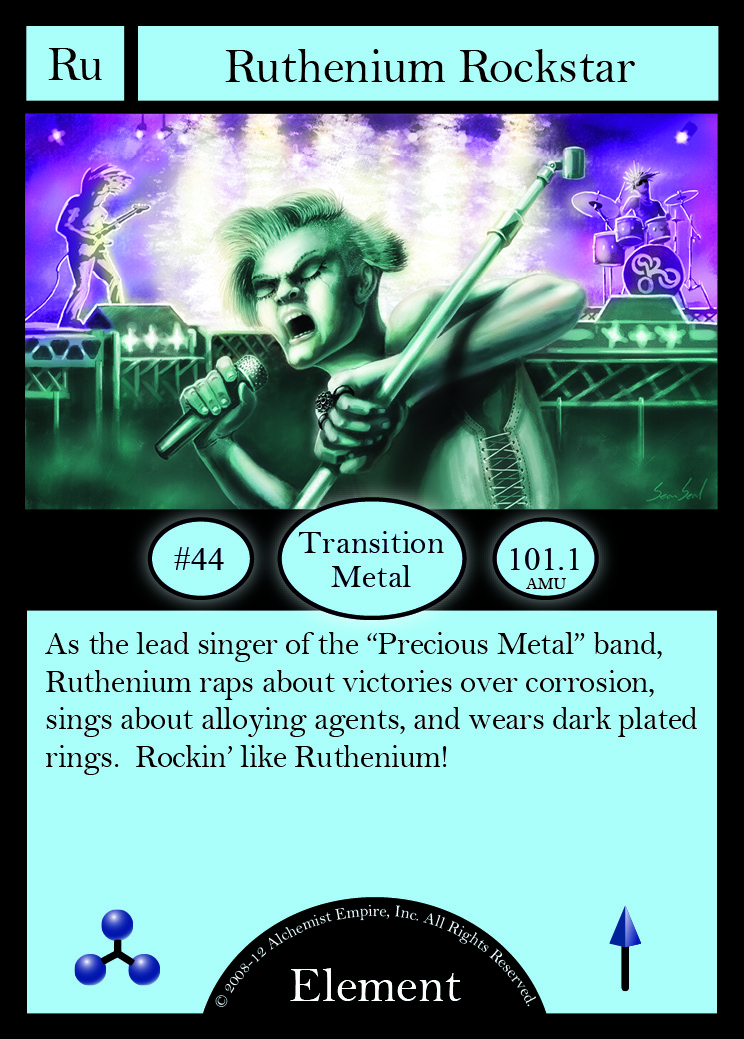 Ru
Ruthenium Rockstar
Sean Seal
#44
Transition
Metal
101.1
AMU
As the lead singer of the “Precious Metal” band,
Ruthenium raps about victories over corrosion,
sings about alloying agents, and wears dark plated
rings.  Rockin’ like Ruthenium!
© 2008-12 Alchemist Empire, Inc. All Rights Reserved.
Element